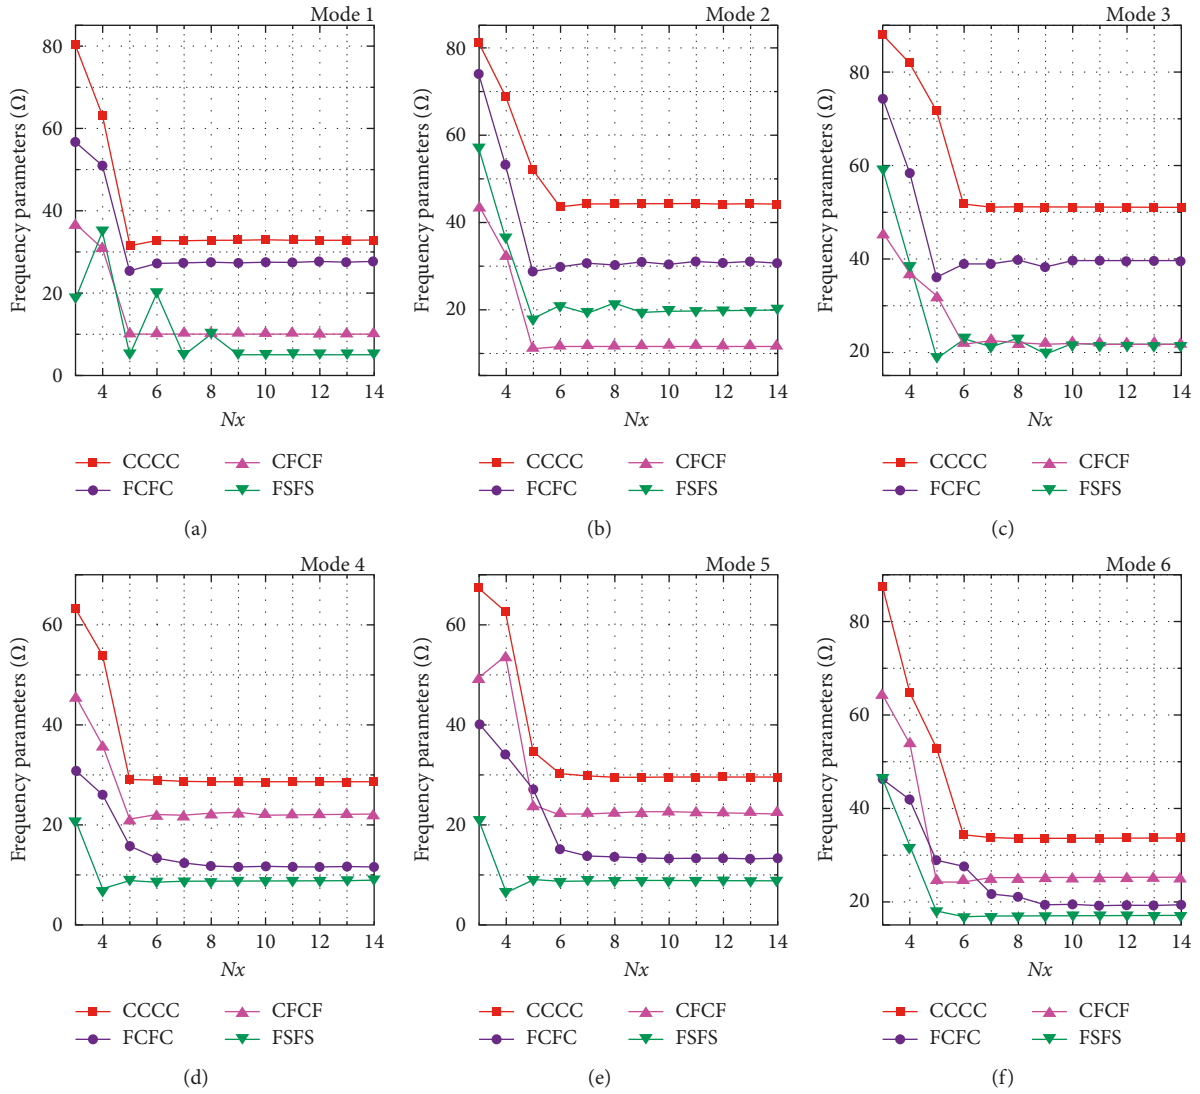 Mode 1
Frequency parameters (Ω)
80
60
40
20
0
4 6 8 10 12 14
Nx
CCCC CFCF
FCFC FSFS
(a)
Mode 2
Frequency parameters (Ω)
80
60
40
20
4 6 8 10 12 14
Nx
CCCC CFCF
FCFC FSFS
(b)
Mode 3
Frequency parameters (Ω)
80
60
40
20
4 6 8 10 12 14
Nx
CCCC CFCF
FCFC FSFS
(c)
Mode 4
Frequency parameters (Ω)
60
40
20
0
4 6 8 10 12 14
Nx
CCCC CFCF
FCFC FSFS
(d)
Mode 5
Frequency parameters (Ω)
60
40
20
0
4 6 8 10 12 14
Nx
CCCC CFCF
FCFC FSFS
(e)
Mode 6
Frequency parameters (Ω)
80
60
40
20
4 6 8 10 12 14
Nx
CCCC CFCF
FCFC FSFS
(f)